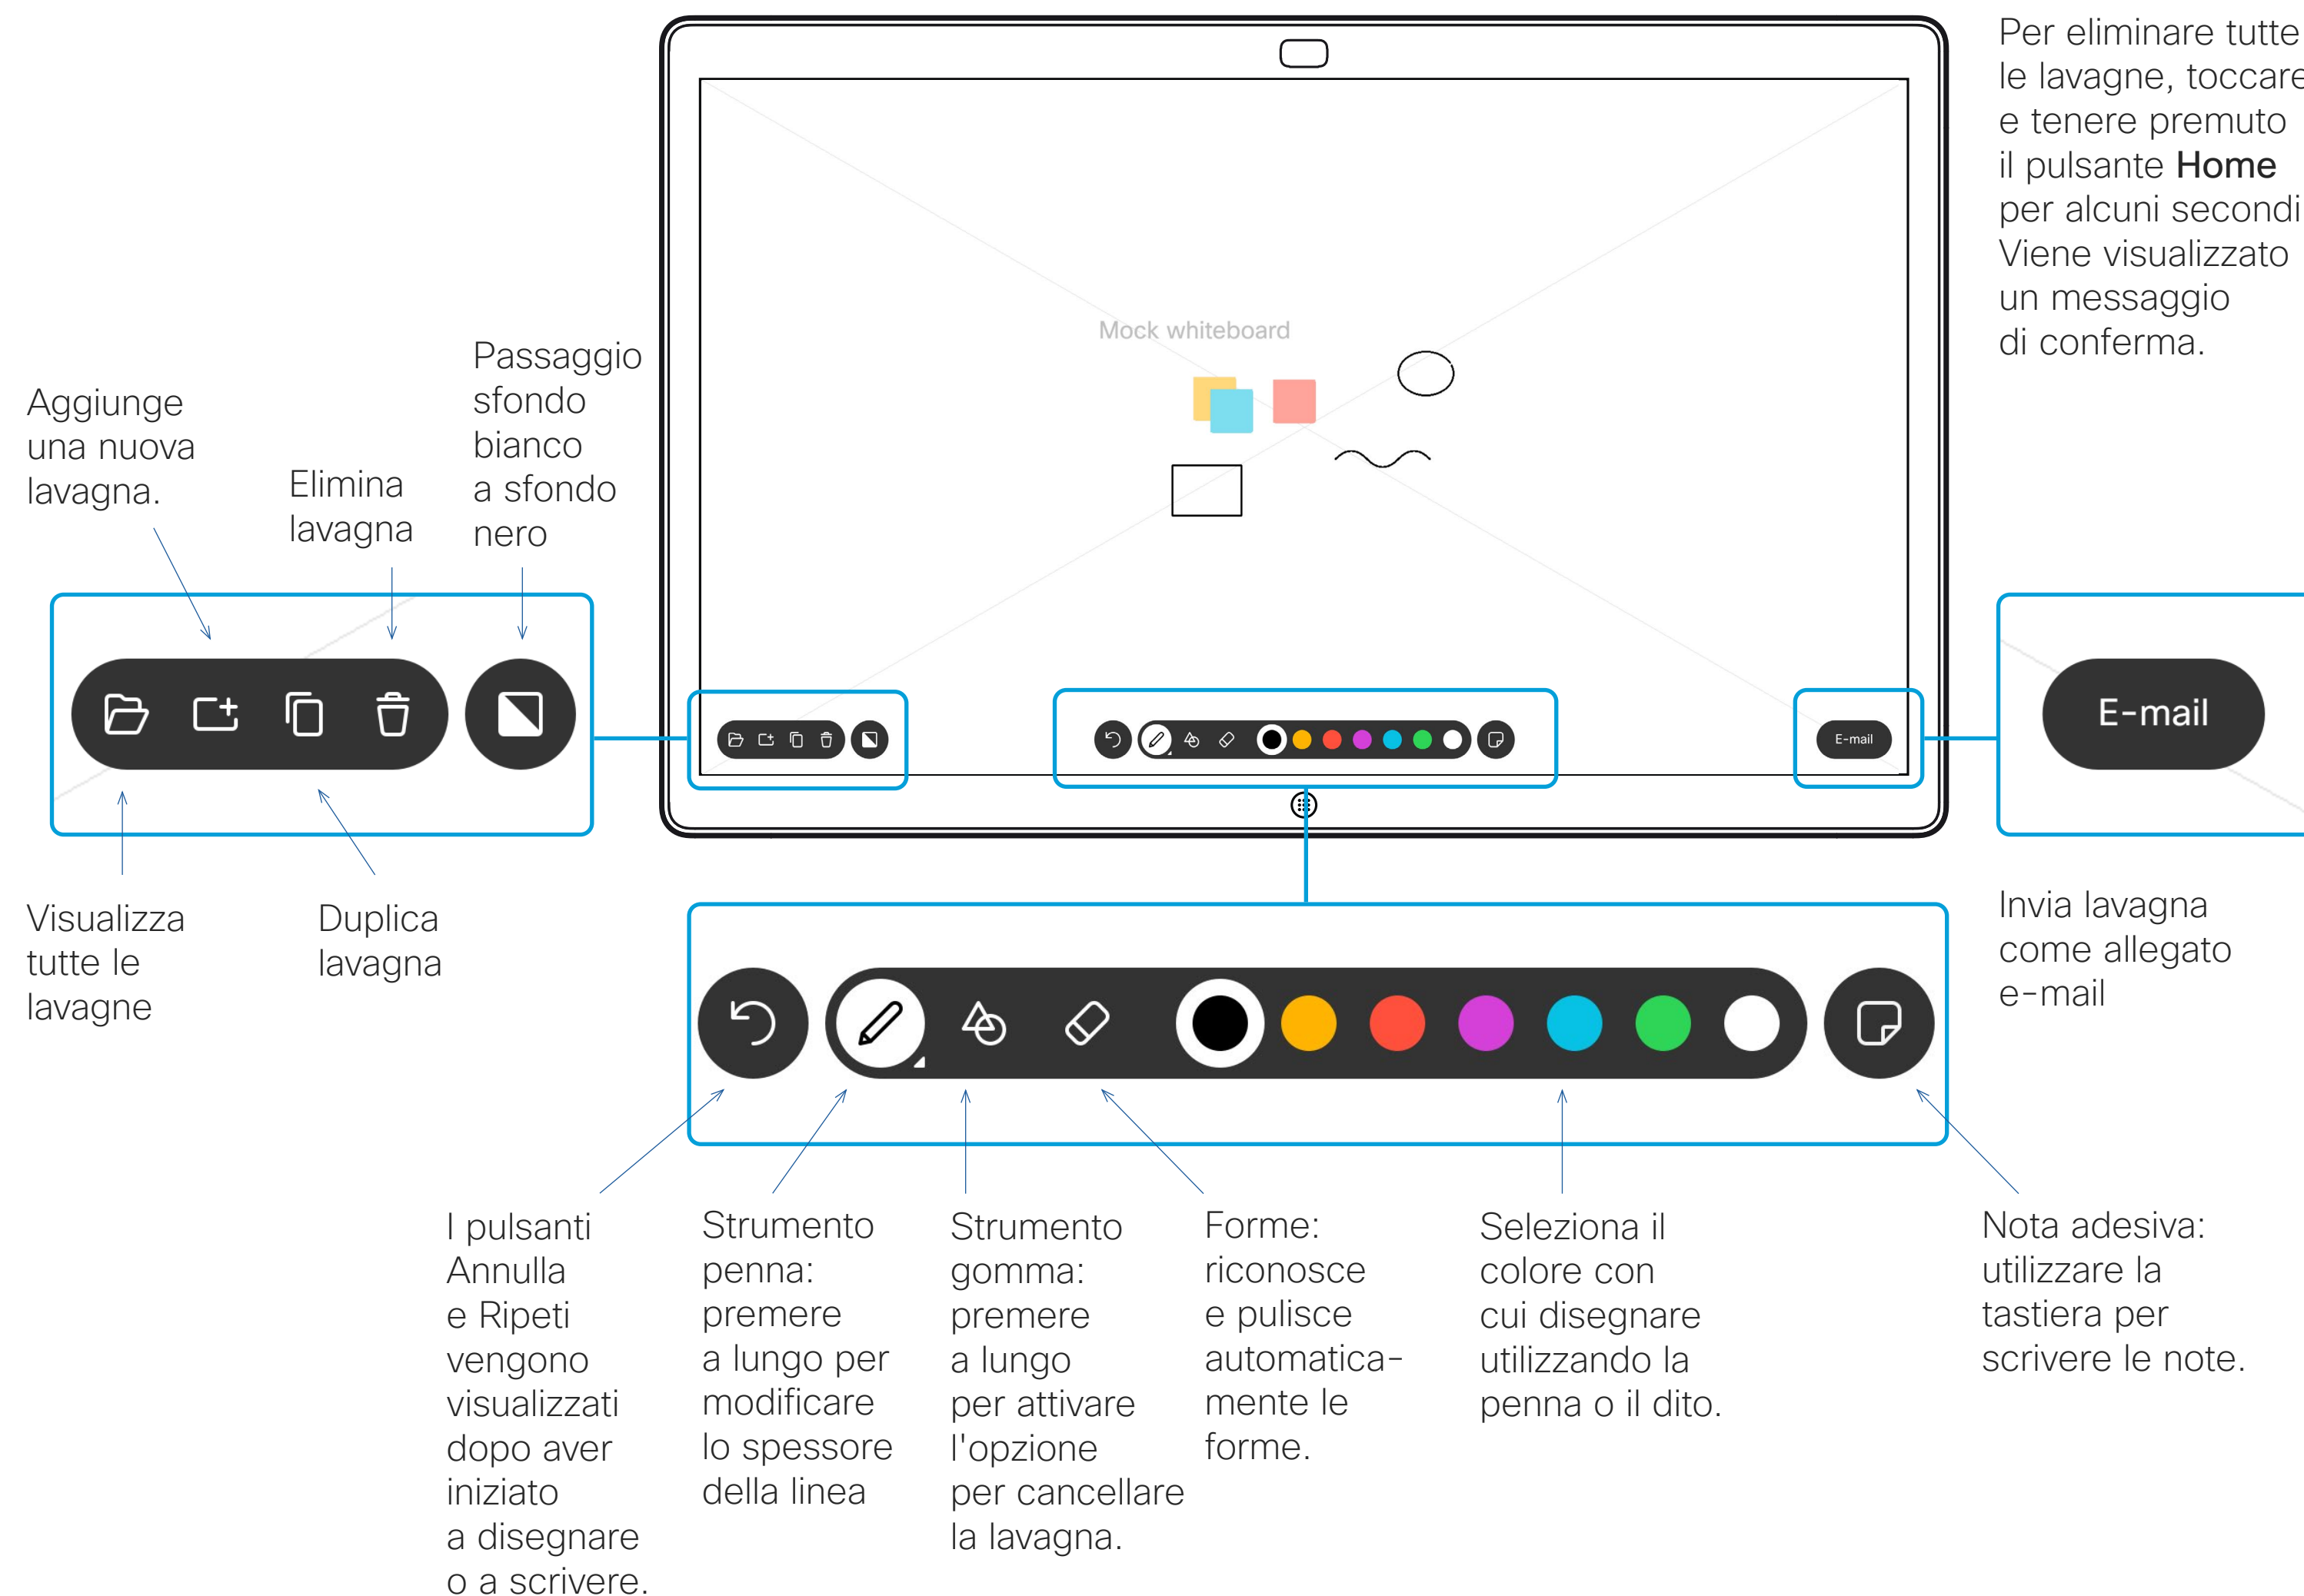 Per eliminare tutte
le lavagne, toccare
e tenere premuto
il pulsante Home
per alcuni secondi
Viene visualizzato
un messaggio
di conferma.
Mock whiteboard
Aggiunge
una nuova
lavagna.
Elimina
lavagna
Passaggio
sfondo
bianco
a sfondo
nero
E-mail
E-mail
Visualizza
tutte le
lavagne
Duplica
lavagna
Invia lavagna
come allegato
e-mail
I pulsanti
Annulla
e Ripeti
vengono
visualizzati
dopo aver
iniziato
a disegnare
o a scrivere.
Strumento
penna:
premere
a lungo per
modificare
lo spessore
della linea
Strumento
gomma:
premere
a lungo
per attivare
l'opzione
per cancellare
la lavagna.
Forme:
riconosce
e pulisce
automatica-
mente le
forme.
Seleziona il
colore con
cui disegnare
utilizzando la
penna o il dito.
Nota adesiva:
utilizzare la
tastiera per
scrivere le note.